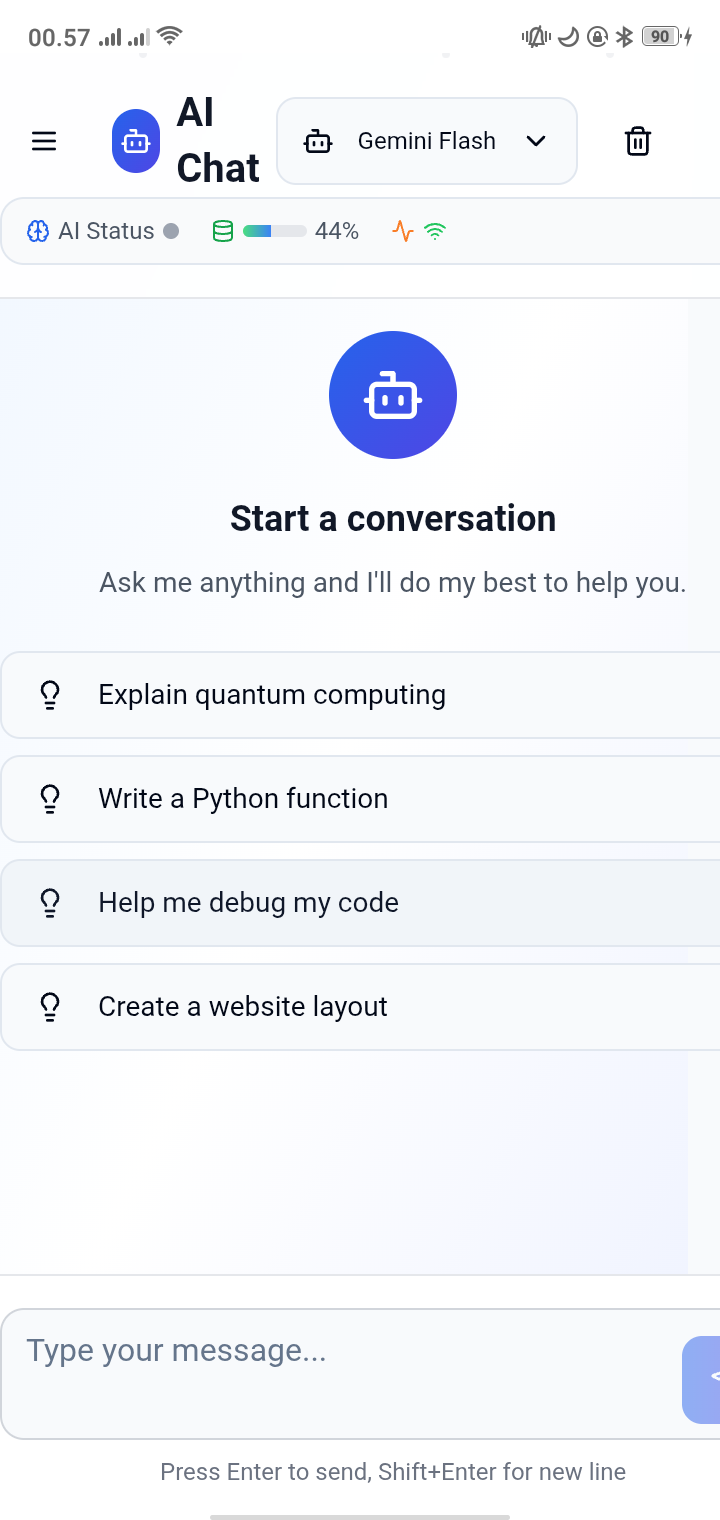 00.57
90
AI
Chat
Gemini Flash
AI Status
44%
Start a conversation
Ask me anything and I'll do my best to help you.
Explain quantum computing
Write a Python function
Help me debug my code
Create a website layout
Type your message...
Press Enter to send, Shift+Enter for new line